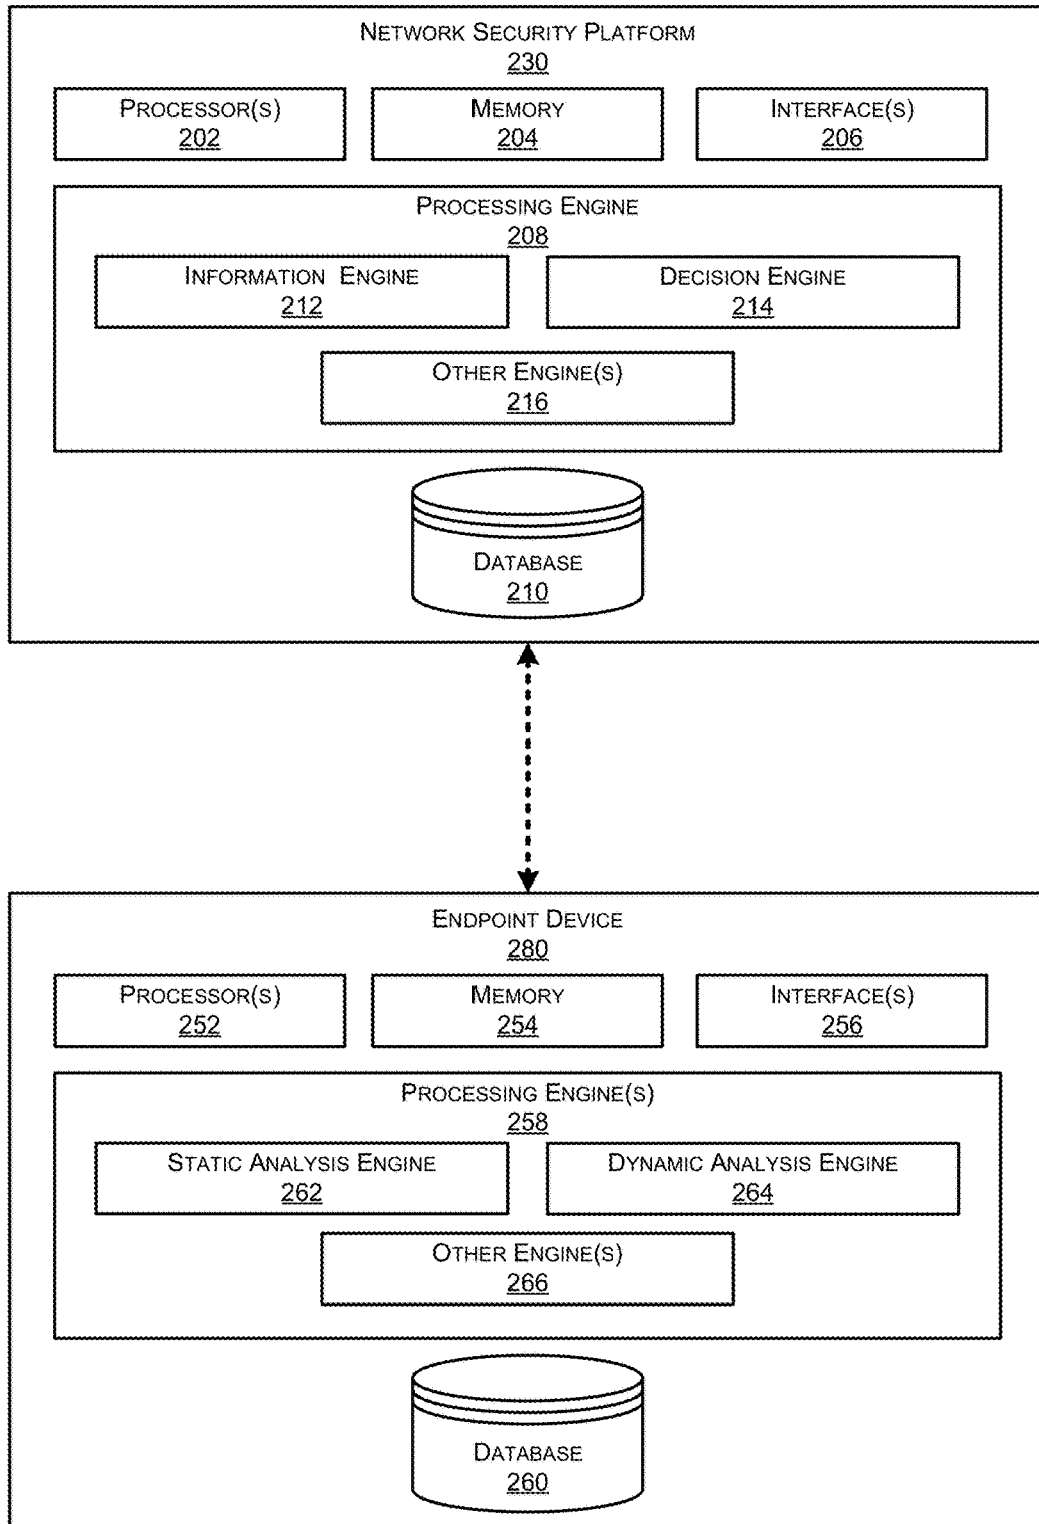 NETWORK SECURITY PLATFORM
230
PROCESSOR(S)
202
MEMORY
204
INTERFACE(S)
206
PROCESSING ENGINE
208
INFORMATION ENGINE
212
DECISION ENGINE
214
OTHER ENGINE(S)
216
DATABASE
210
ENDPOINT DEVICE
280
PROCESSOR(S)
252
MEMORY
254
INTERFACE(S)
256
PROCESSING ENGINE(S)
258
STATIC ANALYSIS ENGINE
262
DYNAMIC ANALYSIS ENGINE
264
OTHER ENGINE(S)
266
DATABASE
260